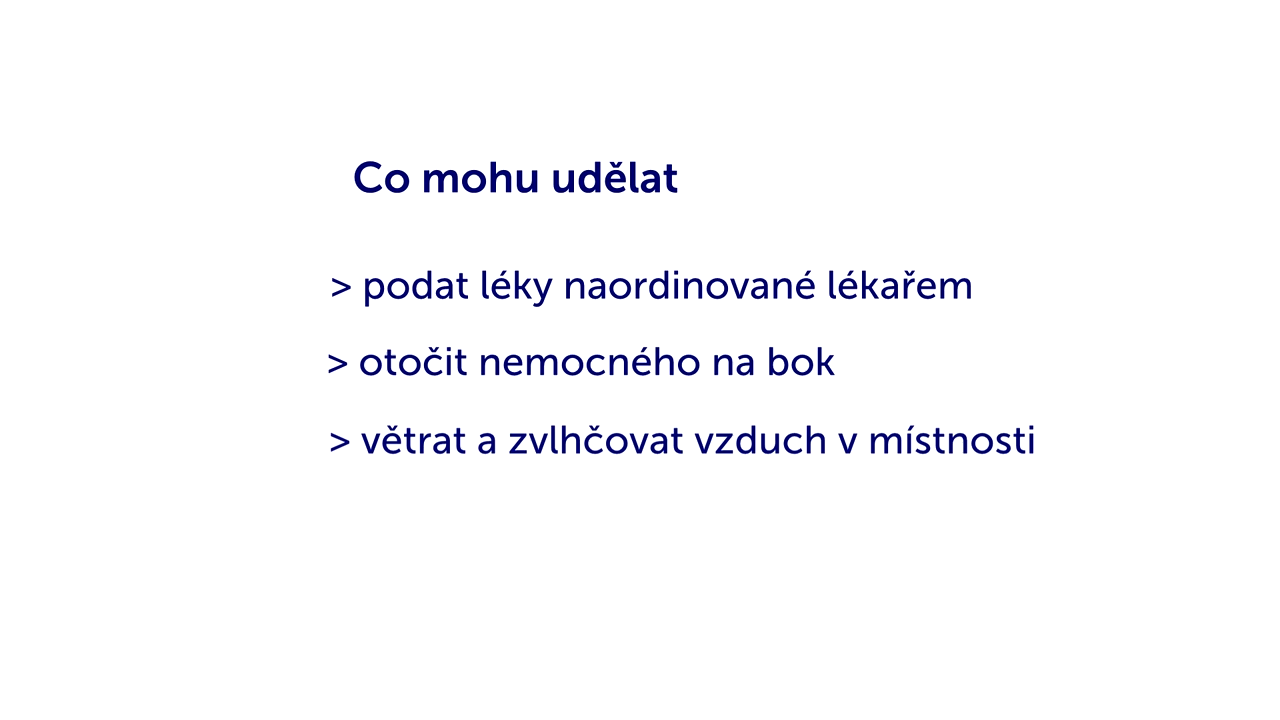 Co mohu udělat
> podat léky naordinované lékařem
> otočit nemocného na bok
> větrat a zvlhčovat vzduch v místnosti